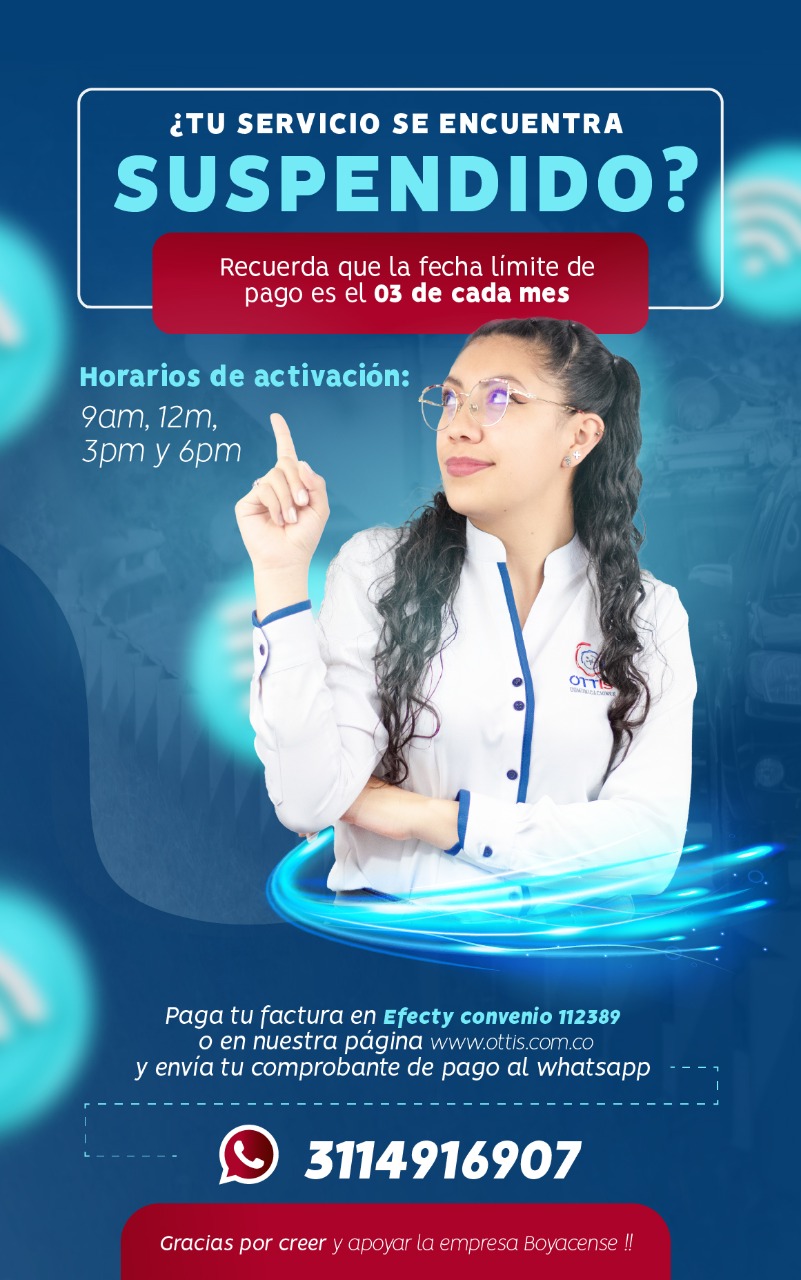 ¿TU SERVICIO SE ENCUENTRA
SUSPENDIDO?
Recuerda que la fecha límite de
pago es el 03 de cada mes
Horarios de activación:
9am, 12m,
3pm y 6pm
OTTIS
Paga tu factura en Efecty convenio 112389
o en nuestra página www.ottis.com.co
y envía tu comprobante de pago al whatsapp
3114916907
Gracias por creer y apoyar la empresa Boyacense !!